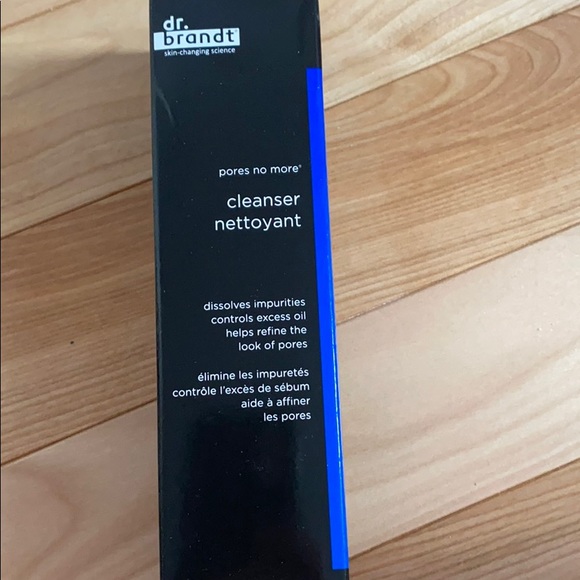 dr.
brandt®
skin-changing science
pores no more®
cleanser
nettoyant
dissolves impurities
controls excess oil
helps refine the
look of pores
élimine les impuretés
contrôle l'excès de sébum
aide à affiner
les pores